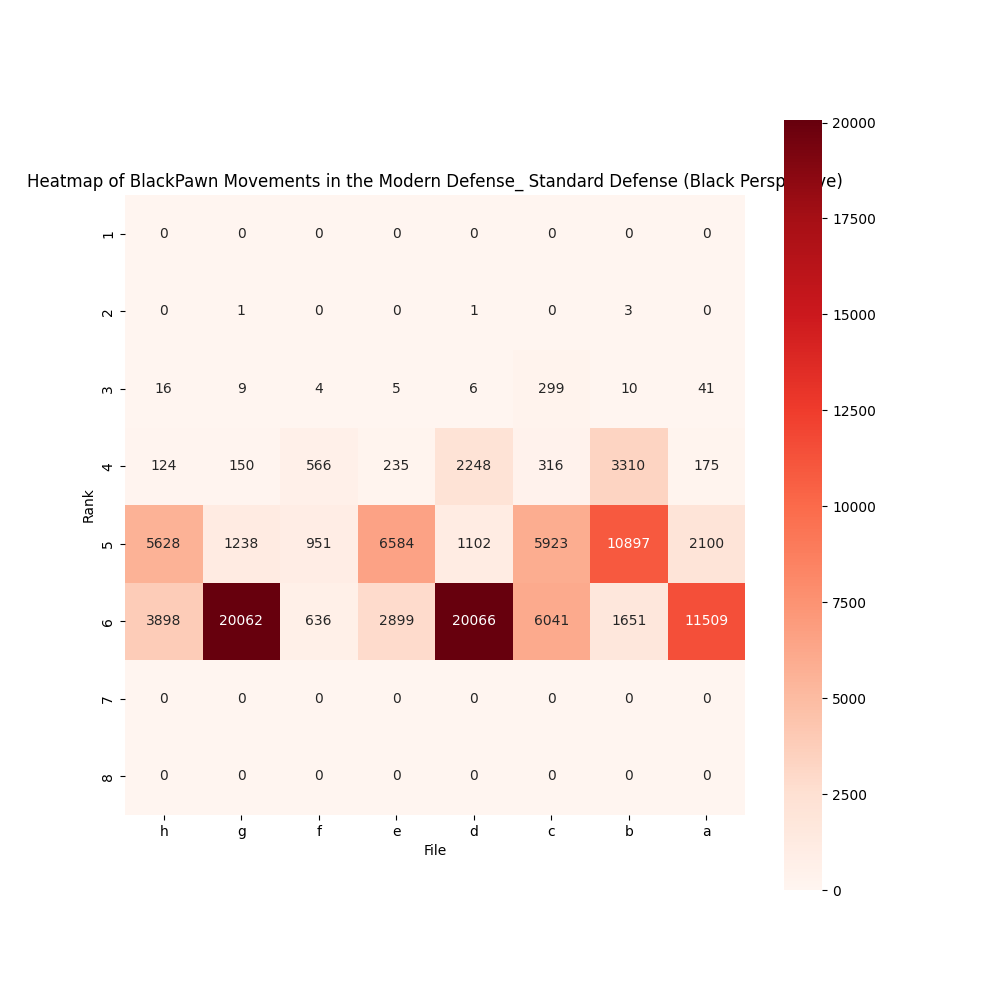 20000
Heatmap of BlackPawn Movements in the Modern Defense_ Standard Defense (Black Perspective)
17500
1 0 0 0 0 0 0 0 0
2 0 1 0 0 1 0 3 0
15000
3 16 9 4 5 6 299 10 41
12500
4 124 150 566 235 2248 316 3310 175
Rank
10000
5 5628 1238 951 6584 1102 5923 10897 2100
7500
6 3898 20062 636 2899 20066 6041 1651 11509
5000
7 0 0 0 0 0 0 0 0
8 0 0 0 0 0 0 0 0
2500
h g f e d c b a
File
0